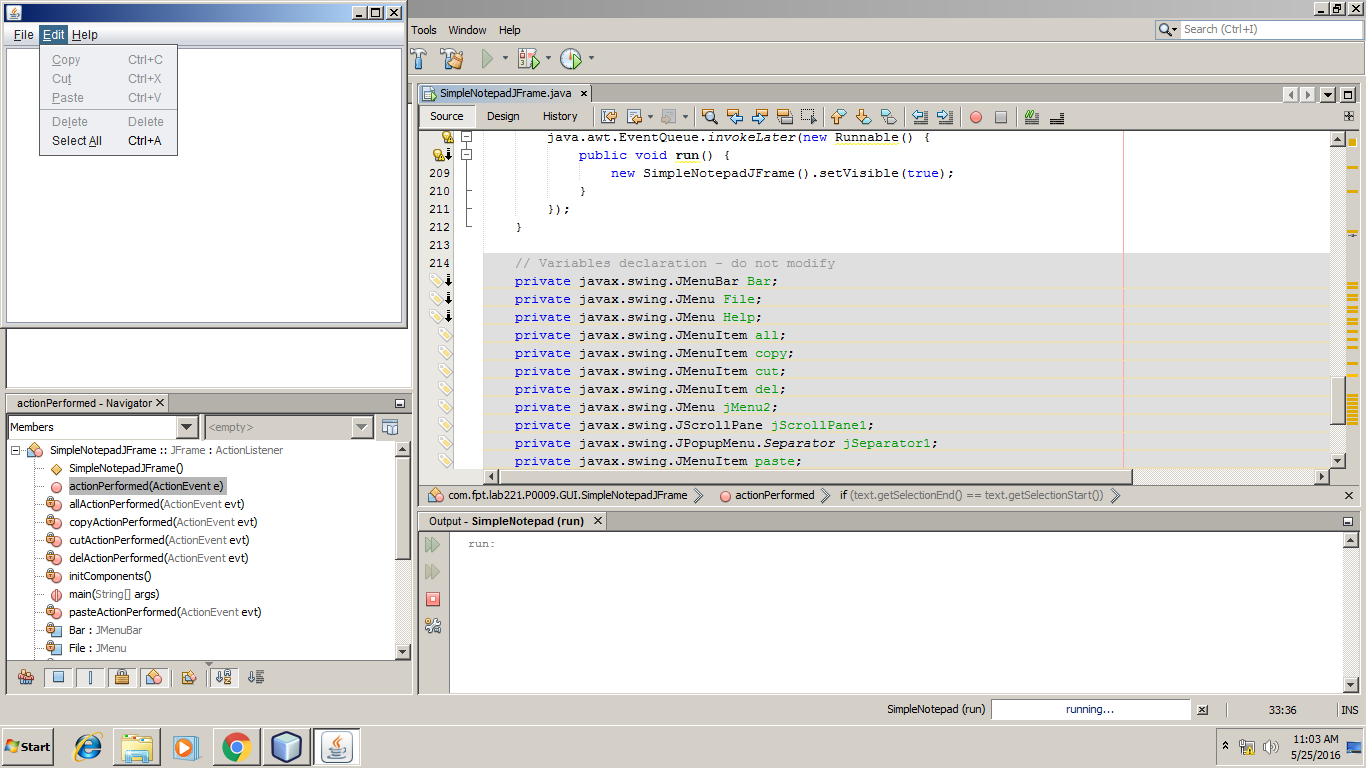 File Edit Help
Copy Ctrl+C
Cut Ctrl+X
Paste Ctrl+V
Delete Delete
Select All Ctrl+A
Tools Window Help
Search (Ctrl+I)
SimpleNotepadJFrame.java
Source Design History
java.awt.EventQueue.invokeLater(new Runnable() {
public void run() {
209 new SimpleNotepadJFrame().setVisible(true);
210 }
211 });
212 }
213
214 // Variables declaration - do not modify
private javax.swing.JMenuBar Bar;
private javax.swing.JMenu File;
private javax.swing.JMenu Help;
private javax.swing.JMenuItem all;
private javax.swing.JMenuItem copy;
private javax.swing.JMenuItem cut;
private javax.swing.JMenuItem del;
private javax.swing.JMenu jMenu2;
private javax.swing.JScrollPane jScrollPane1;
private javax.swing.JPopupMenu.Separator jSeparator1;
private javax.swing.JMenuItem paste;
com.fpt.lab221.P0009.GUI.SimpleNotepadJFrame actionPerformed if (text.getSelectionEnd() == text.getSelectionStart())
actionPerformed - Navigator
Members <empty>
SimpleNotepadJFrame :: JFrame : ActionListener
SimpleNotepadJFrame()
actionPerformed(ActionEvent e)
allActionPerformed(ActionEvent evt)
copyActionPerformed(ActionEvent evt)
cutActionPerformed(ActionEvent evt)
delActionPerformed(ActionEvent evt)
initComponents()
main(String[] args)
pasteActionPerformed(ActionEvent evt)
Bar : JMenuBar
File : JMenu
Output - SimpleNotepad (run)
run:
SimpleNotepad (run) running... 33:36 INS
Start
11:03 AM
5/25/2016